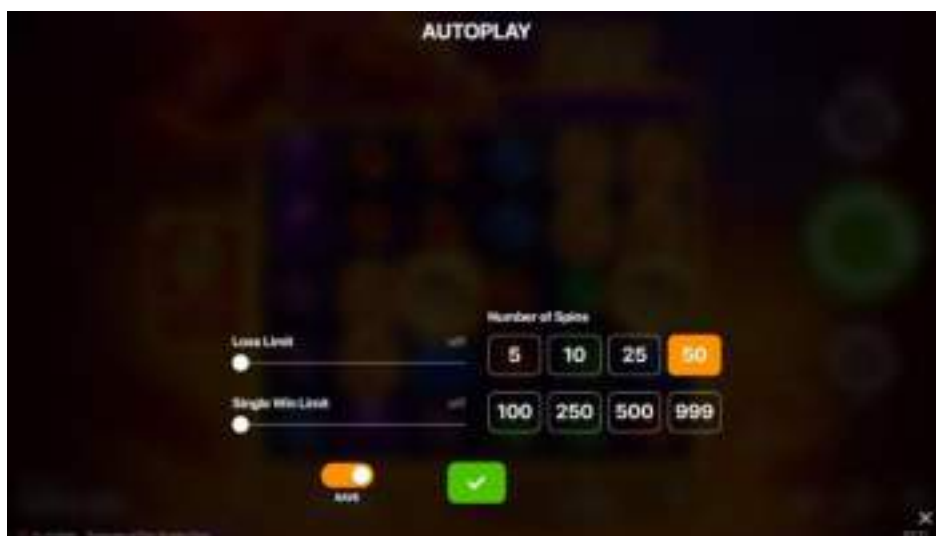 AUTOPLAY
Number of Spins
Loss Limit off
5 10 25 50
Single Win Limit off
100 250 500 999
SAVE